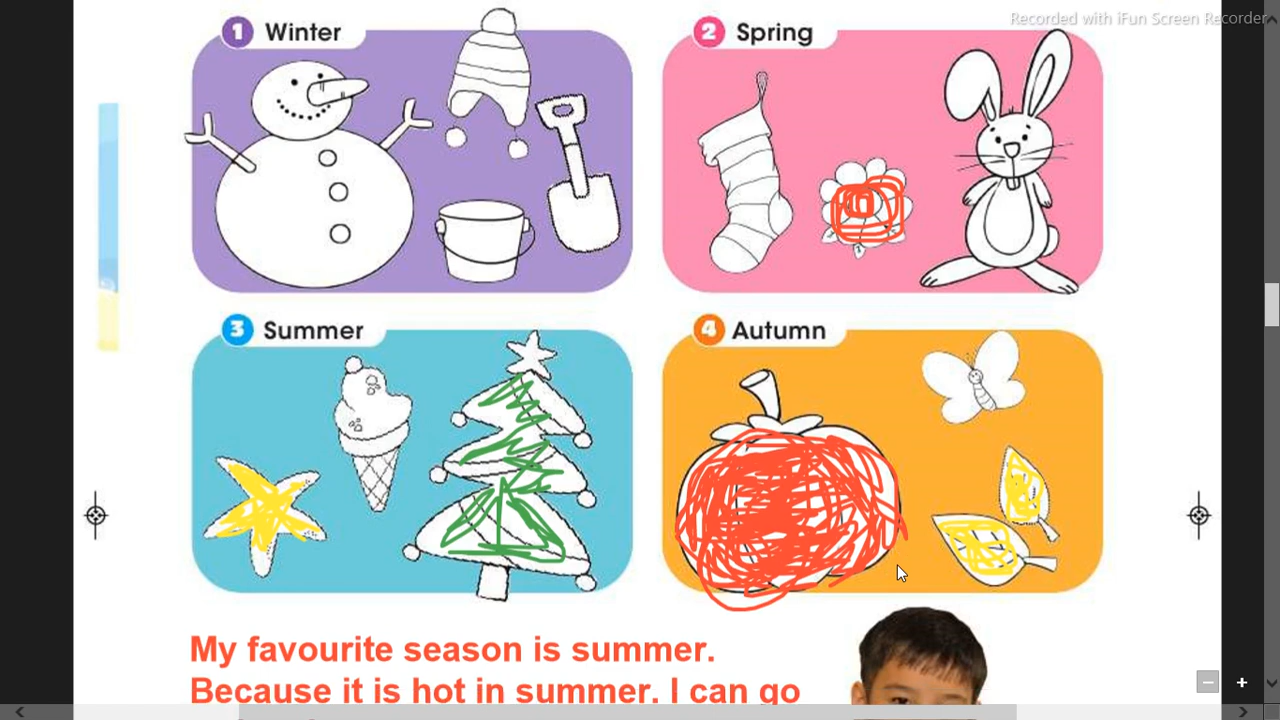 Recorded with iFun Screen Recorder
1 Winter
2 Spring
3 Summer
4 Autumn
My favourite season is summer.
Because it is hot in summer. I can go